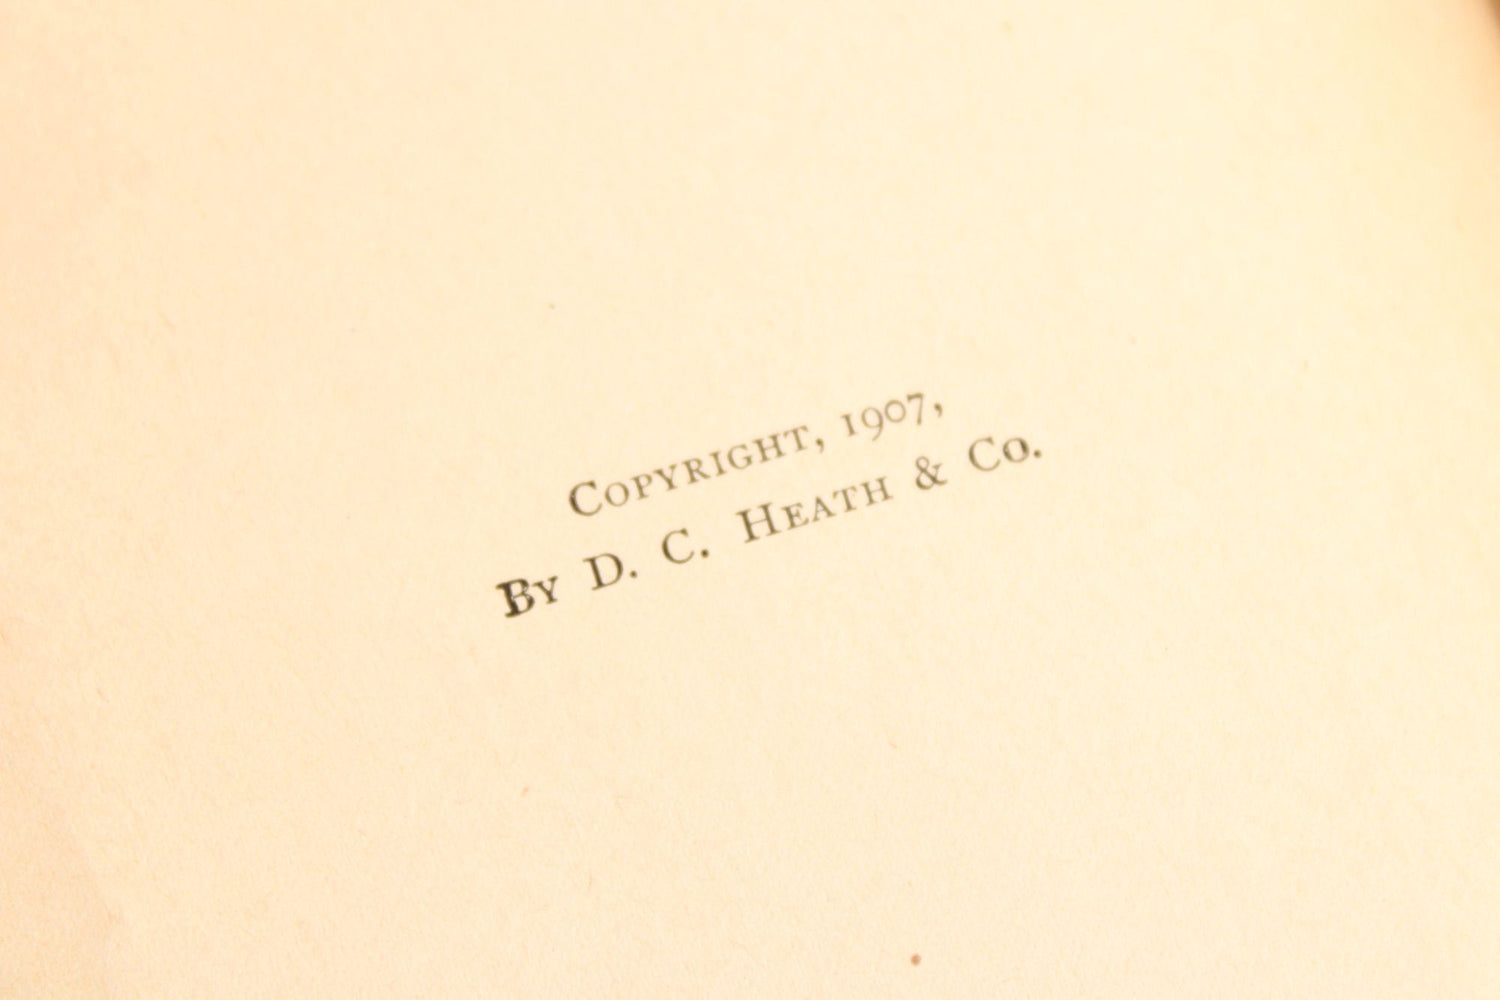 Copyright, 1907,
By D. C. Heath & Co.